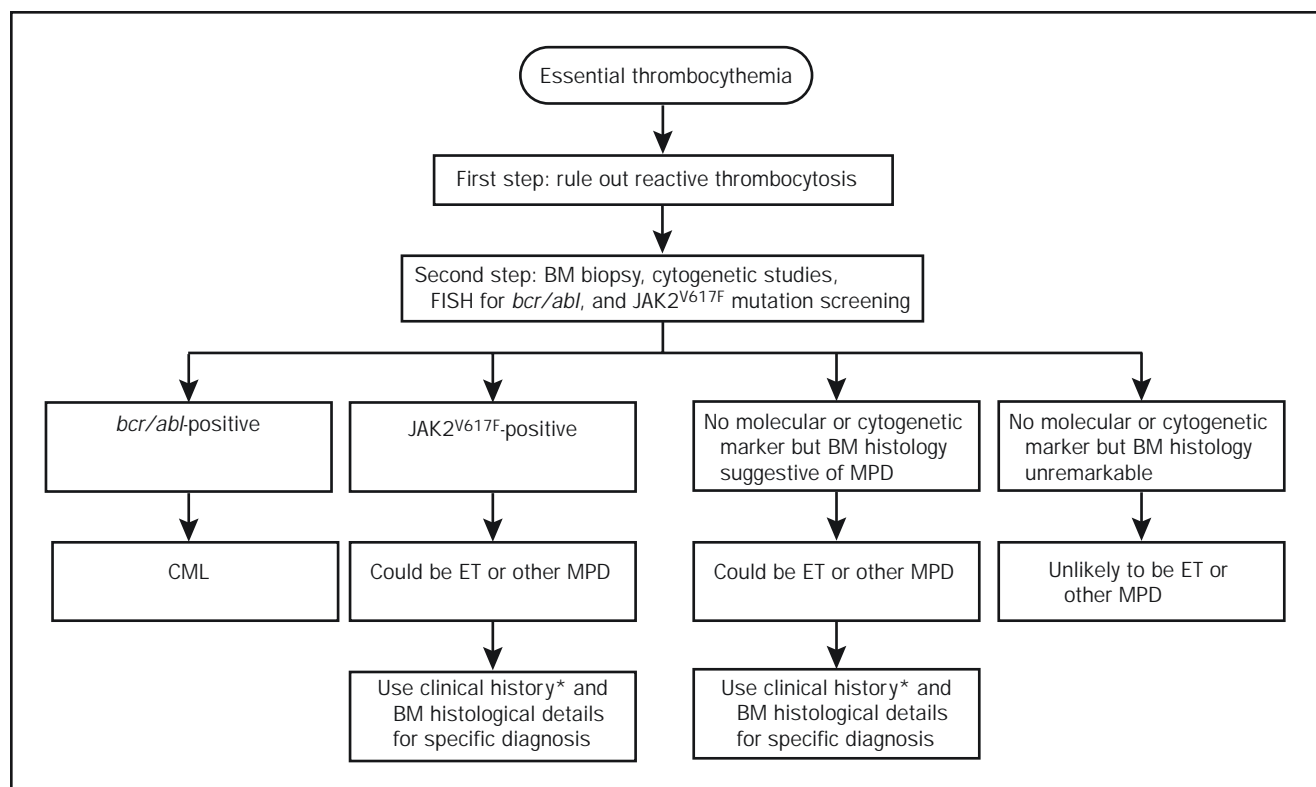 Essential thrombocythemia
First step: rule out reactive thrombocytosis
Second step: BM biopsy, cytogenetic studies,
FISH for bcr/abl, and JAK2V617F mutation screening
bcr/abl-positive
JAK2V617F-positive
No molecular or cytogenetic
marker but BM histology
suggestive of MPD
No molecular or cytogenetic
marker but BM histology
unremarkable
CML
Could be ET or other MPD
Could be ET or other MPD
Unlikely to be ET or
other MPD
Use clinical history* and
BM histological details
for specific diagnosis
Use clinical history* and
BM histological details
for specific diagnosis